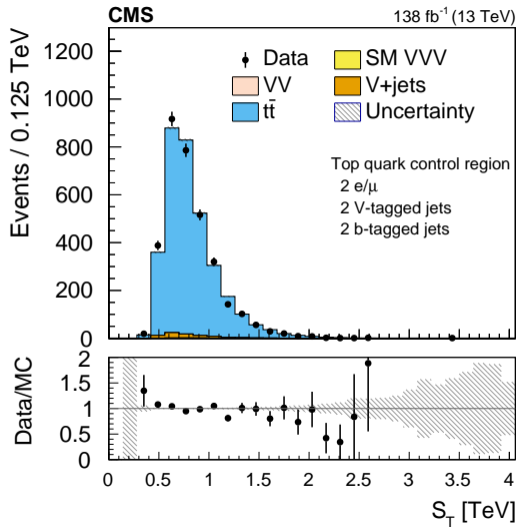 CMS 138 fb⁻¹ (13 TeV)
Events / 0.125 TeV
1200
1000
800
600
400
200
0
Data
SM VVV
VV
V+jets
tt̄
Uncertainty
Top quark control region
2 e/μ
2 V-tagged jets
2 b-tagged jets
Data/MC
2
1.5
1
0.5
0
0 0.5 1 1.5 2 2.5 3 3.5 4
S_T [TeV]